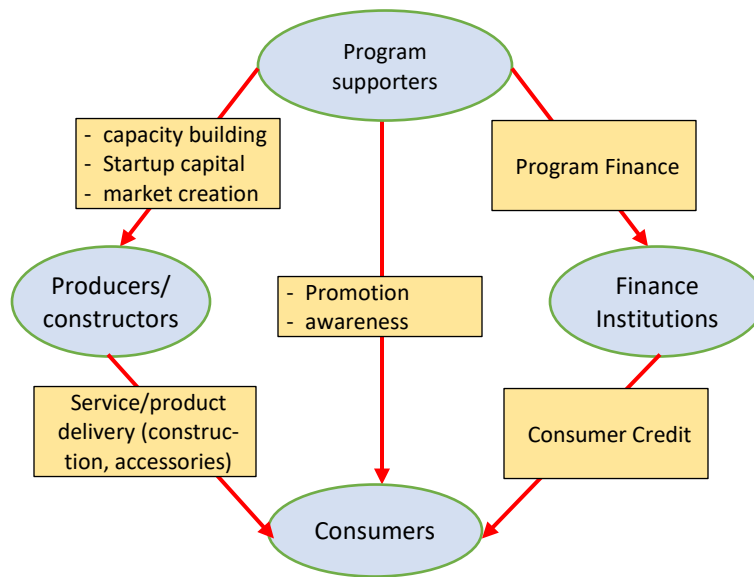 Program
supporters
- capacity building
- Startup capital
- market creation
Program Finance
Producers/
constructors
- Promotion
- awareness
Finance
Institutions
Service/product
delivery (construc-
tion, accessories)
Consumer Credit
Consumers